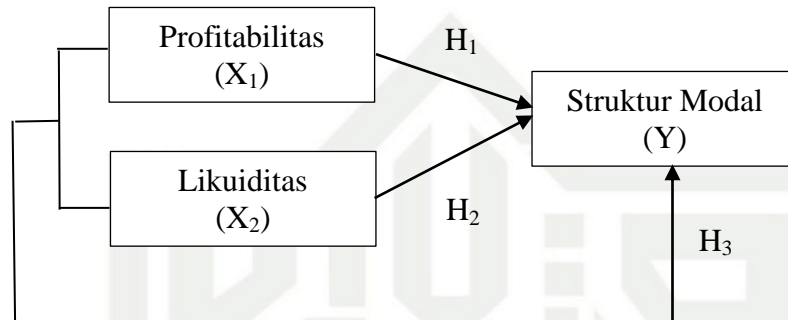 Profitabilitas
(X₁)
H₁
Struktur Modal
(Y)
Likuiditas
(X₂)
H₂
H₃